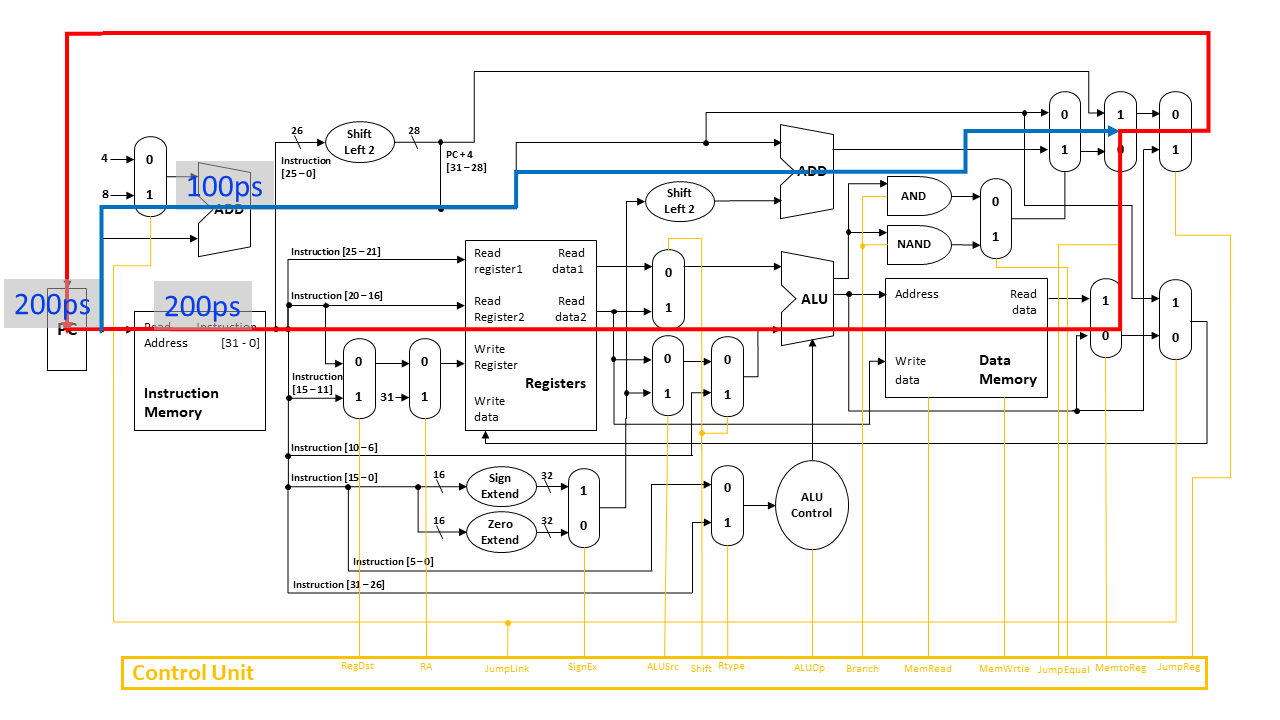 26
28
Shift
Left 2
Instruction
[25 – 0]
PC + 4
[31 – 28]
4
8
0
1
100ps
ADD
0
1
1
0
0
1
ADD
Shift
Left 2
AND
NAND
0
1
Instruction [25 – 21]
Read
register1
Read
data1
0
1
Instruction [20 – 16]
Read
Register2
Read
data2
ALU
Address
Read
data
1
0
1
0
200ps
200ps
PC
Read
Address
Instruction
[31 - 0]
Instruction
Memory
Instruction
[15 – 11]
0
1
31
0
1
Write
Register
Write
data
Registers
0
1
0
1
Write
data
Data
Memory
Instruction [10 – 6]
Instruction [15 – 0]
16
Sign
Extend
32
1
0
16
Zero
Extend
32
0
1
ALU
Control
Instruction [5 – 0]
Instruction [31 – 26]
Control Unit
RegDst
RA
JumpLink
SignEx
ALUSrc
Shift
Rtype
ALUOp
Branch
MemRead
MemWrtie
JumpEqual
MemtoReg
JumpReg